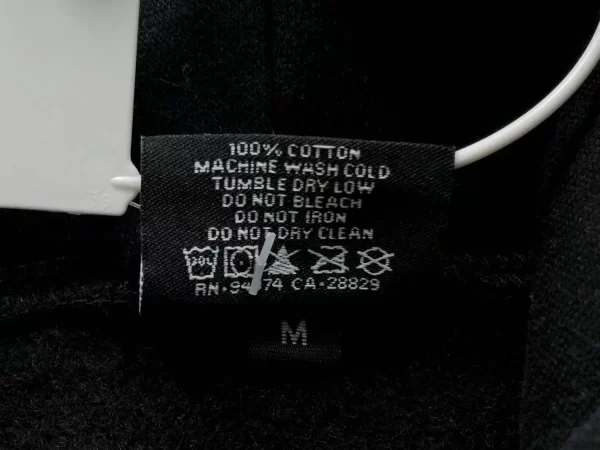 100% COTTON
MACHINE WASH COLD
TUMBLE DRY LOW
DO NOT BLEACH
DO NOT IRON
DO NOT DRY CLEAN
CA•28829
M